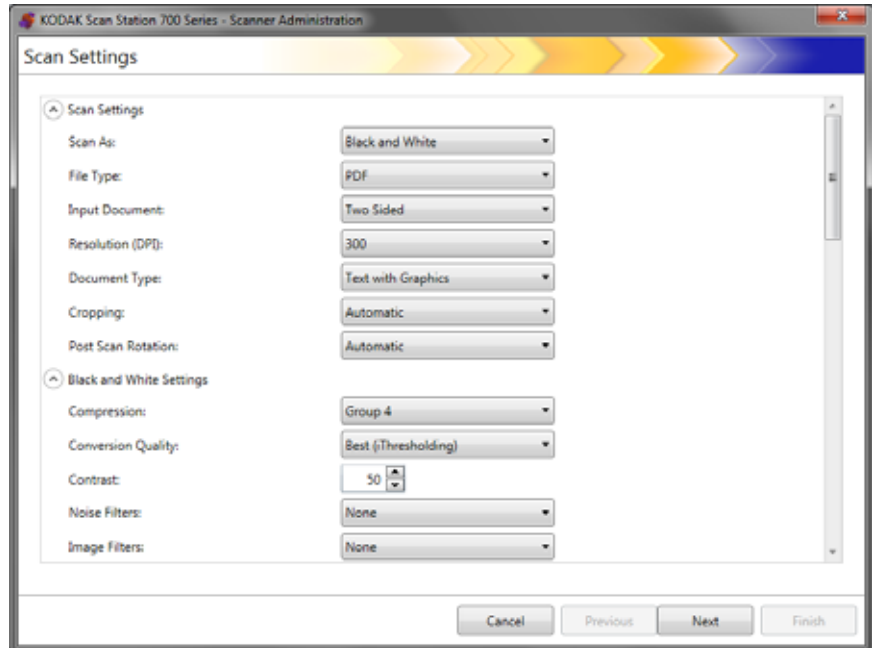 KODAK Scan Station 700 Series - Scanner Administration
Scan Settings
Scan Settings
Scan As: Black and White
File Type: PDF
Input Document: Two Sided
Resolution (DPI): 300
Document Type: Text with Graphics
Cropping: Automatic
Post Scan Rotation: Automatic
Black and White Settings
Compression: Group 4
Conversion Quality: Best (iThresholding)
Contrast: 50
Noise Filters: None
Image Filters: None
Cancel Previous Next Finish